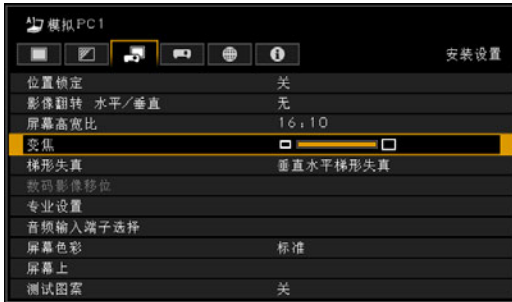 模拟PC1
安装设置
位置锁定 关
影像翻转 水平/垂直 无
屏幕高宽比 16:10
变焦
梯形失真 垂直水平梯形失真
数码影像移位
专业设置
音频输入端子选择
屏幕色彩 标准
屏幕上
测试图案 关